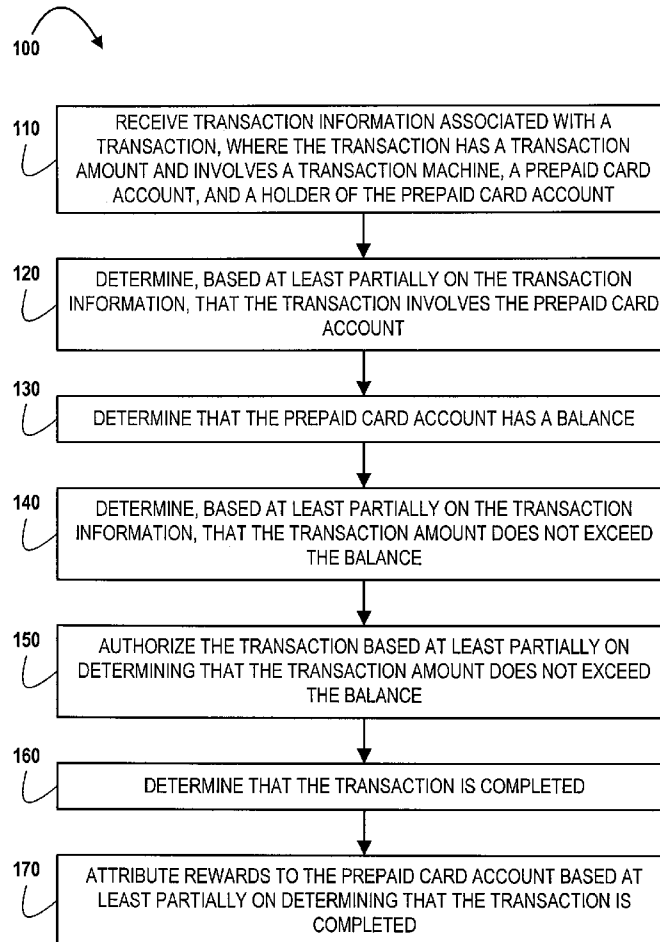 100
110
RECEIVE TRANSACTION INFORMATION ASSOCIATED WITH A
TRANSACTION, WHERE THE TRANSACTION HAS A TRANSACTION
AMOUNT AND INVOLVES A TRANSACTION MACHINE, A PREPAID CARD
ACCOUNT, AND A HOLDER OF THE PREPAID CARD ACCOUNT
120
DETERMINE, BASED AT LEAST PARTIALLY ON THE TRANSACTION
INFORMATION, THAT THE TRANSACTION INVOLVES THE PREPAID CARD
ACCOUNT
130
DETERMINE THAT THE PREPAID CARD ACCOUNT HAS A BALANCE
140
DETERMINE, BASED AT LEAST PARTIALLY ON THE TRANSACTION
INFORMATION, THAT THE TRANSACTION AMOUNT DOES NOT EXCEED
THE BALANCE
150
AUTHORIZE THE TRANSACTION BASED AT LEAST PARTIALLY ON
DETERMINING THAT THE TRANSACTION AMOUNT DOES NOT EXCEED
THE BALANCE
160
DETERMINE THAT THE TRANSACTION IS COMPLETED
170
ATTRIBUTE REWARDS TO THE PREPAID CARD ACCOUNT BASED AT
LEAST PARTIALLY ON DETERMINING THAT THE TRANSACTION IS
COMPLETED